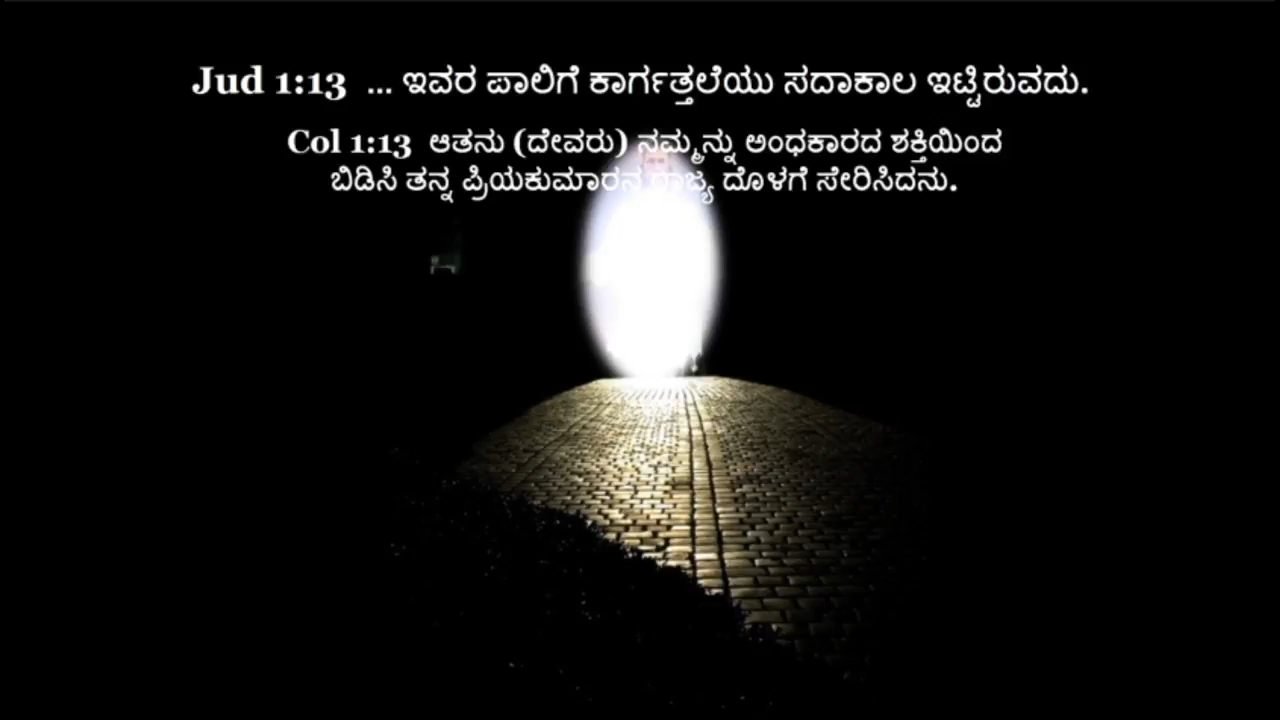 Jud 1:13 ... ಇವರ ಪಾಲಿಗೆ ಕಾರ್ಗತ್ತಲೆಯು ಸದಾಕಾಲ ಇಟ್ಟಿರುವದು.
Col 1:13 ಆತನು (ದೇವರು) ನಮ್ಮನ್ನು ಅಂಧಕಾರದ ಶಕ್ತಿಯಿಂದ
ಬಿಡಿಸಿ ತನ್ನ ಪ್ರಿಯಕುಮಾರನ ರಾಜ್ಯ ದೊಳಗೆ ಸೇರಿಸಿದನು.